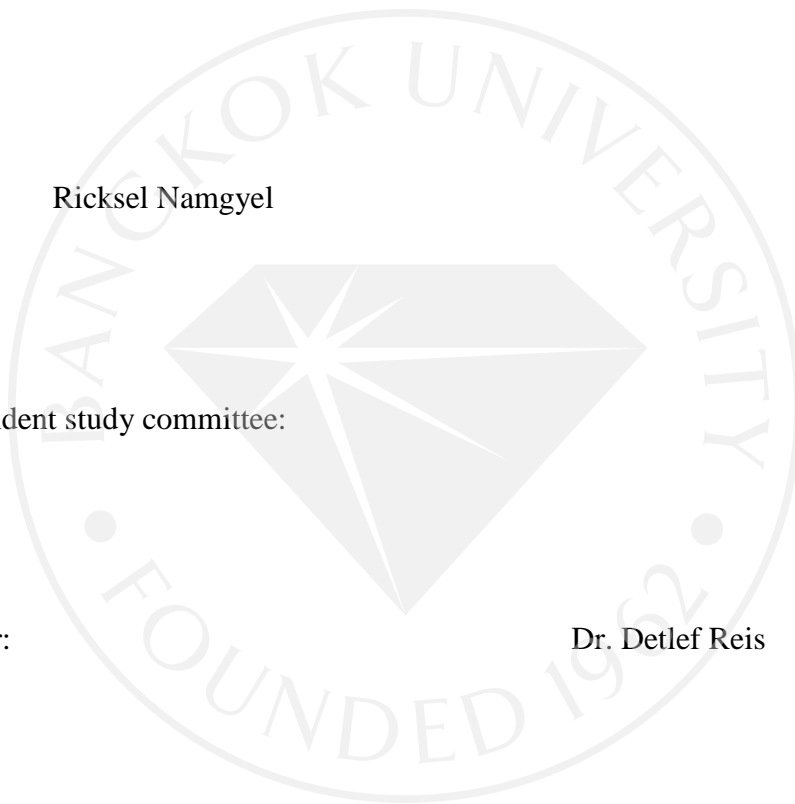 BANGKOK UNIVERSITY
Ricksel Namgyel
dent study committee:
r:
Dr. Detlef Reis
• FOUNDED 1962 •